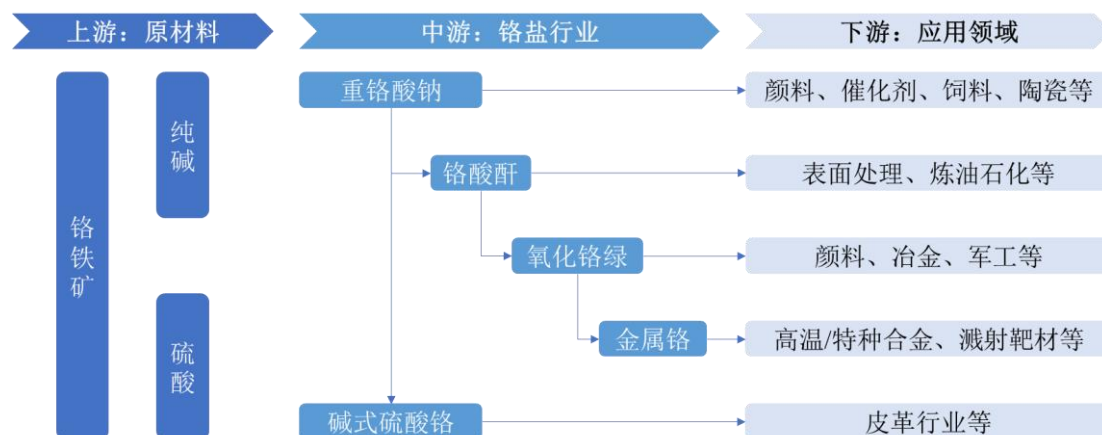 上游：原材料
中游：铬盐行业
下游：应用领域
铬铁矿
纯碱
硫酸
重铬酸钠
颜料、催化剂、饲料、陶瓷等
铬酸酐
表面处理、炼油石化等
氧化铬绿
颜料、冶金、军工等
金属铬
高温/特种合金、溅射靶材等
碱式硫酸铬
皮革行业等